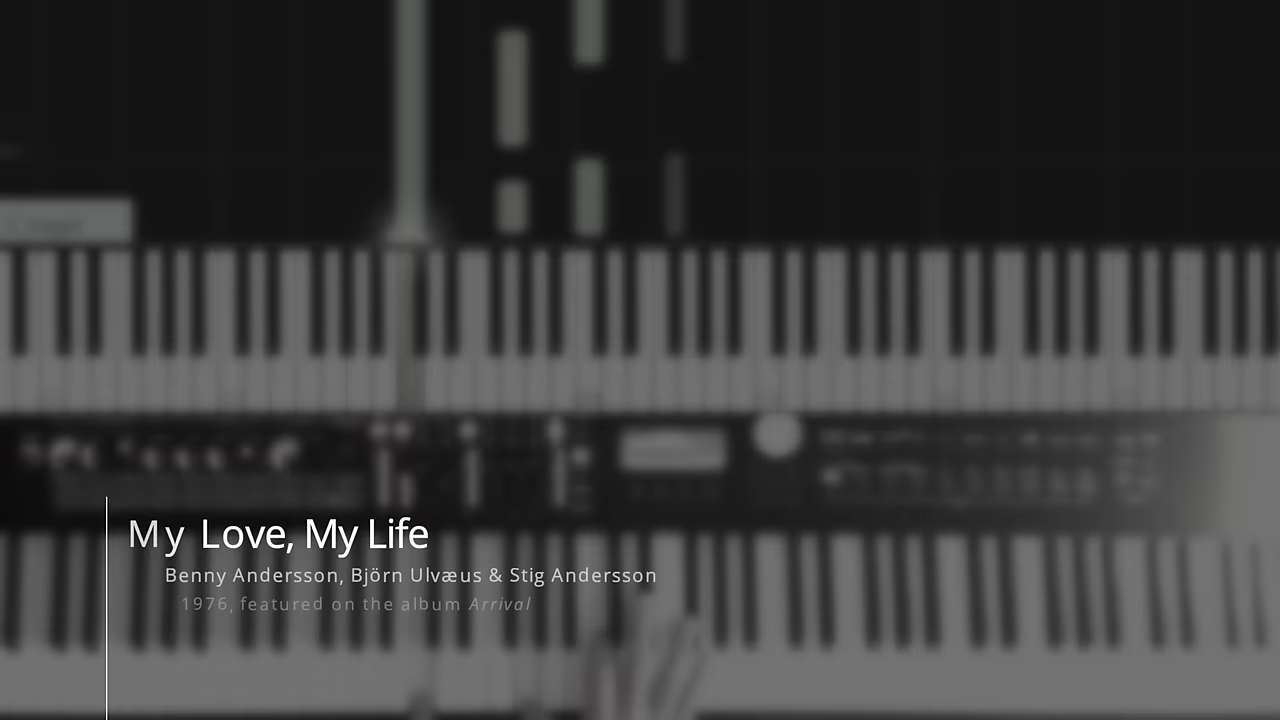 My Love, My Life
Benny Andersson, Björn Ulvæus & Stig Andersson
1976, featured on the album Arrival